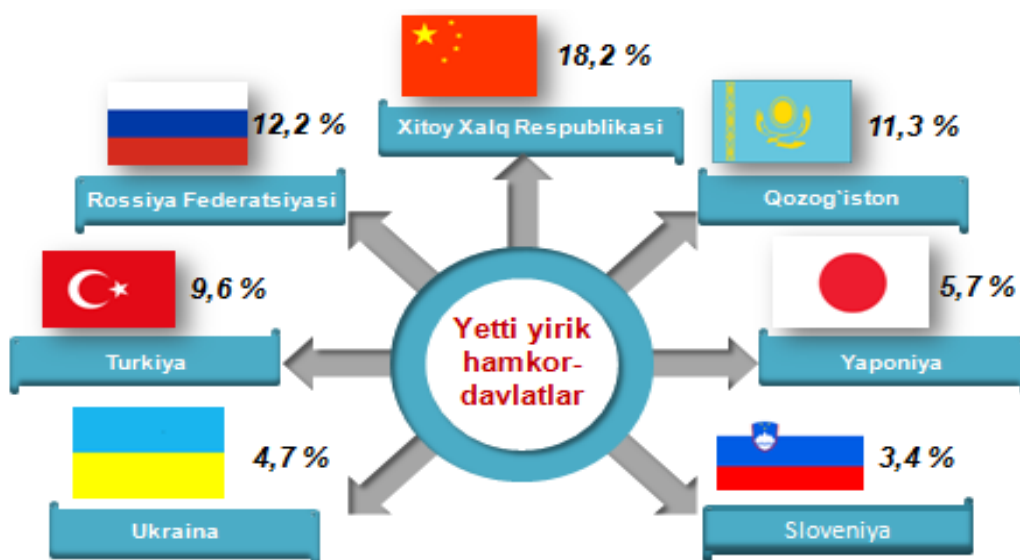 18,2 %
Xitoy Xalq Respublikasi
12,2 %
Rossiya Federatsiyasi
11,3 %
Qozog`iston
9,6 %
Turkiya
Yetti yirik
hamkor-
davlatlar
5,7 %
Yaponiya
4,7 %
Ukraina
3,4 %
Sloveniya